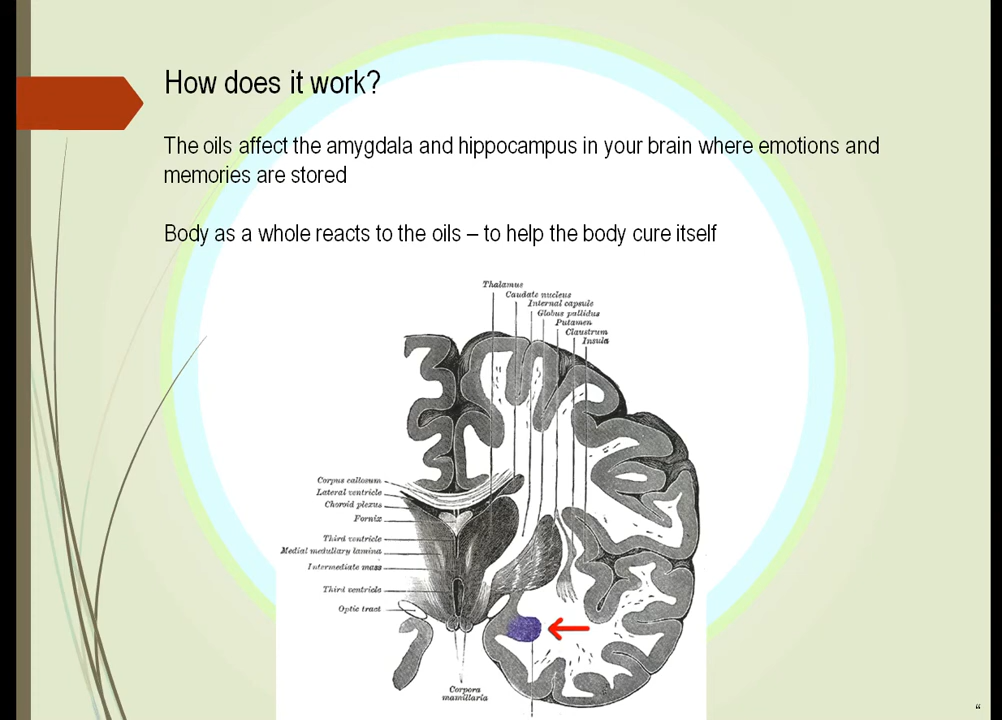 How does it work?
The oils affect the amygdala and hippocampus in your brain where emotions and
memories are stored
Body as a whole reacts to the oils – to help the body cure itself
Thalamus
Caudate nucleus
Internal capsule
Globus pallidus
Putamen
Claustrum
Insula
Corpus callosum
Lateral ventricle
Choroid plexus
Fornix
Third ventricle
Medial medullary lamina
Intermediate mass
Third ventricle
Optic tract
Corpora
mamillaria
“